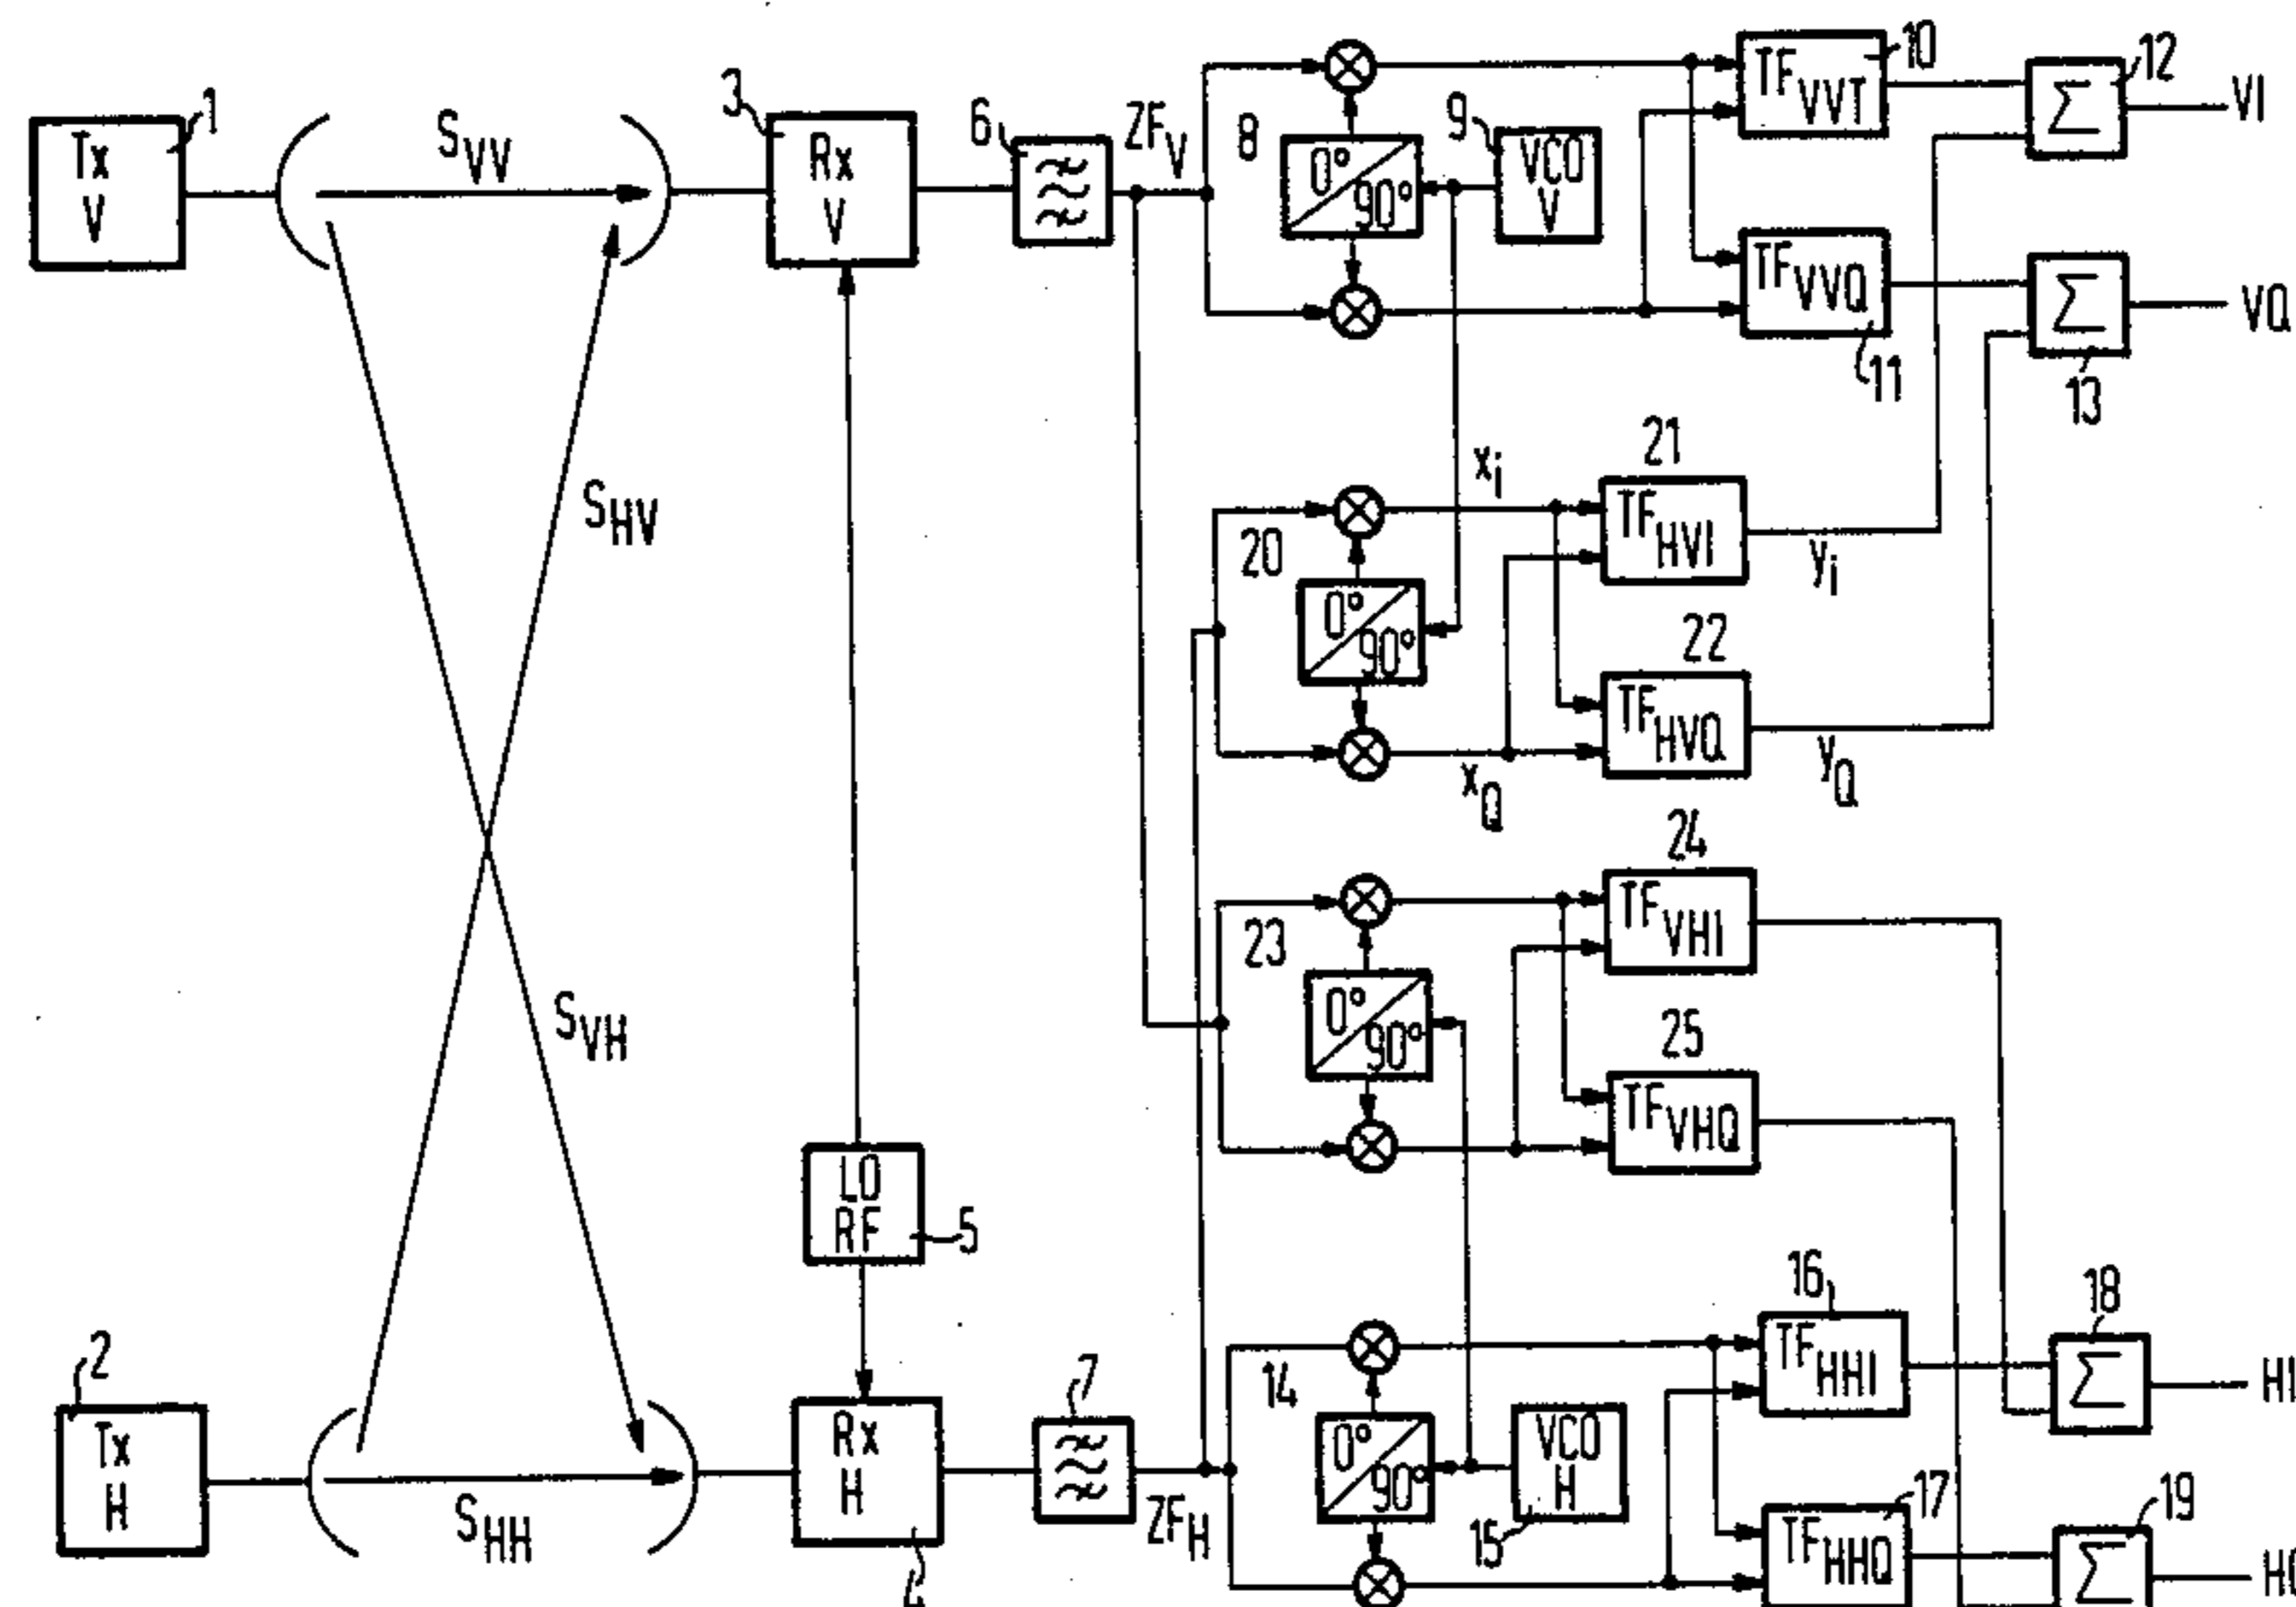 1
Tx
V
S_VV
3
Rx
V
6
ZF_V
8
0°
90°
9
VCO
V
10
TF_VVT
12
Σ
VI
TF_VVQ
11
Σ
VQ
13
S_HV
20
0°
90°
x_i
21
TF_HVI
y_i
22
TF_HVQ
x_Q
y_Q
S_VH
23
0°
90°
24
TF_VHI
25
TF_VHQ
LO
RF
5
2
Tx
H
S_HH
Rx
H
4
7
ZF_H
14
0°
90°
VCO
H
15
16
TF_HHI
18
Σ
HI
17
TF_HHQ
19
Σ
HQ